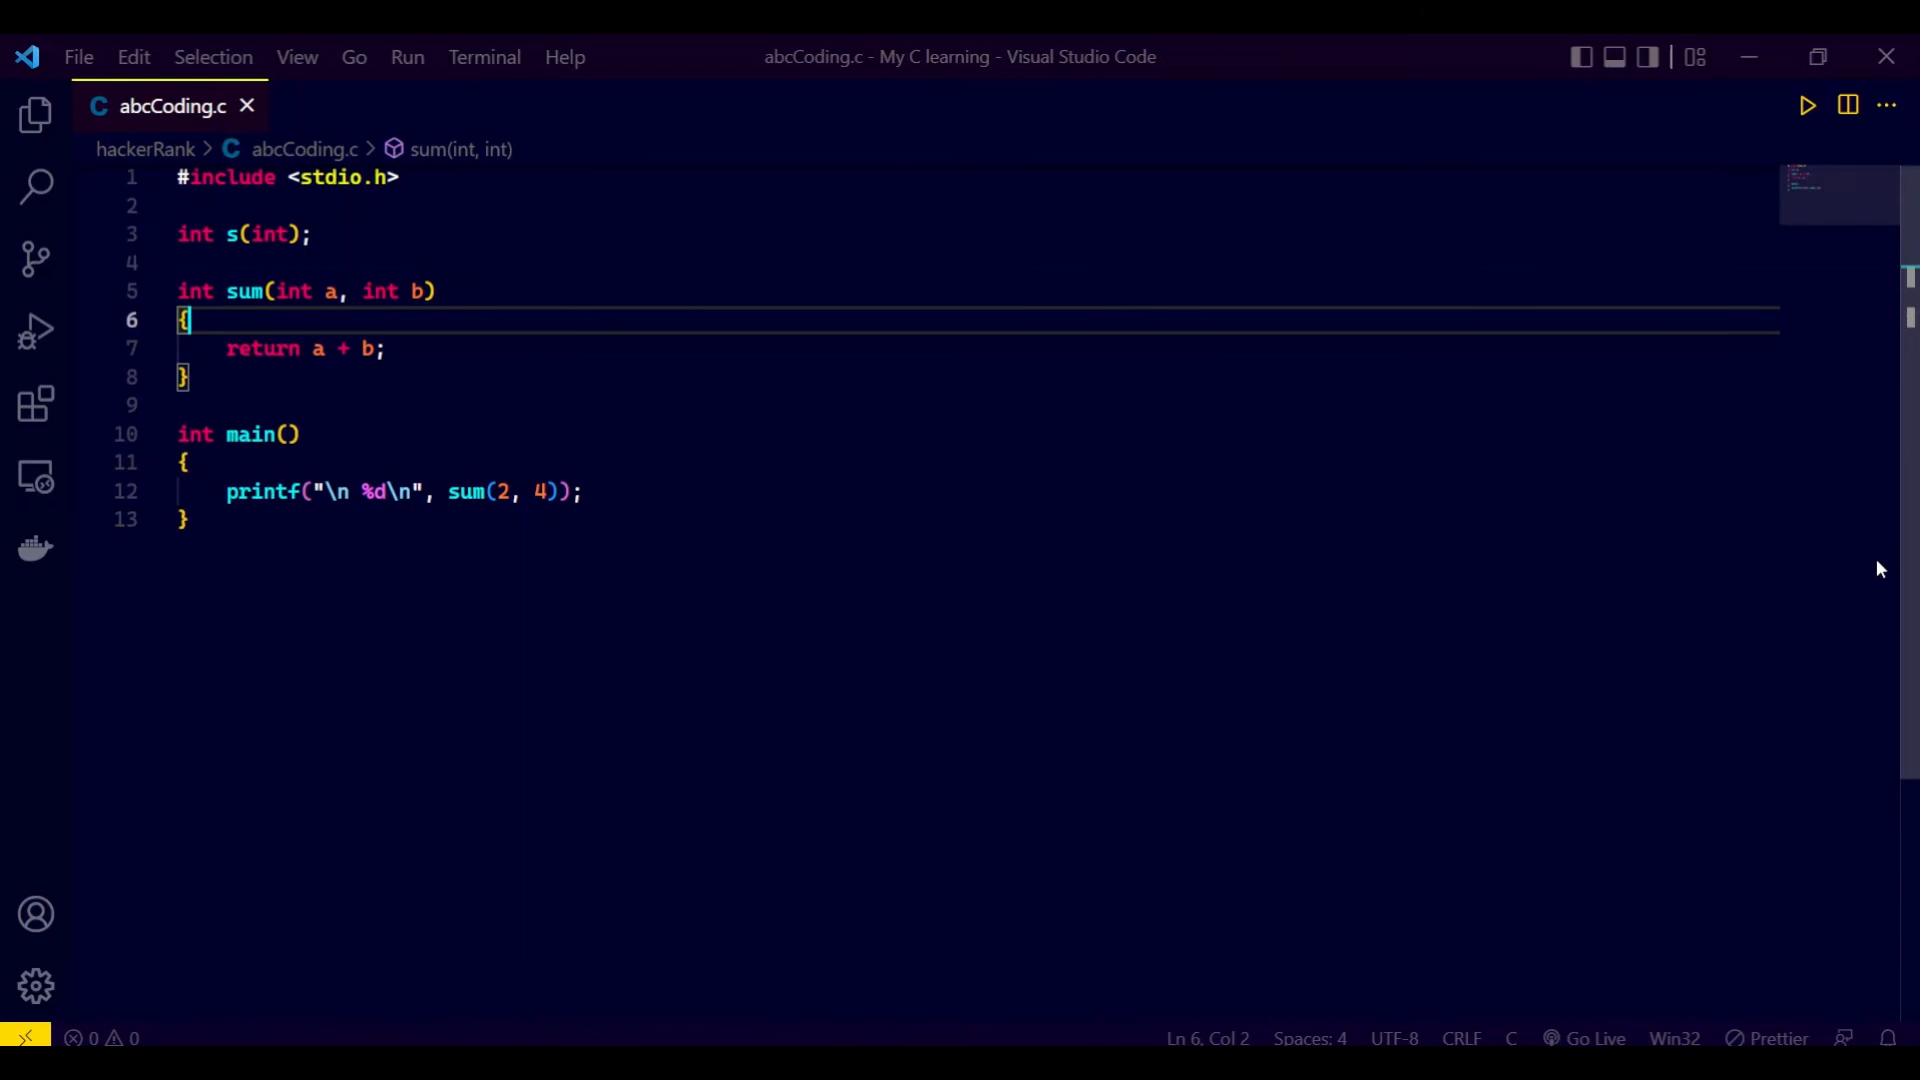 File Edit Selection View Go Run Terminal Help abcCoding.c - My C learning - Visual Studio Code
C abcCoding.c
hackerRank > C abcCoding.c > sum(int, int)
1 #include <stdio.h>
2
3 int s(int);
4
5 int sum(int a, int b)
6 {
7     return a + b;
8 }
9
10 int main()
11 {
12     printf("\n %d\n", sum(2, 4));
13 }
0 0 Ln 6, Col 2 Spaces: 4 UTF-8 CRLF C Go Live Win32 Prettier